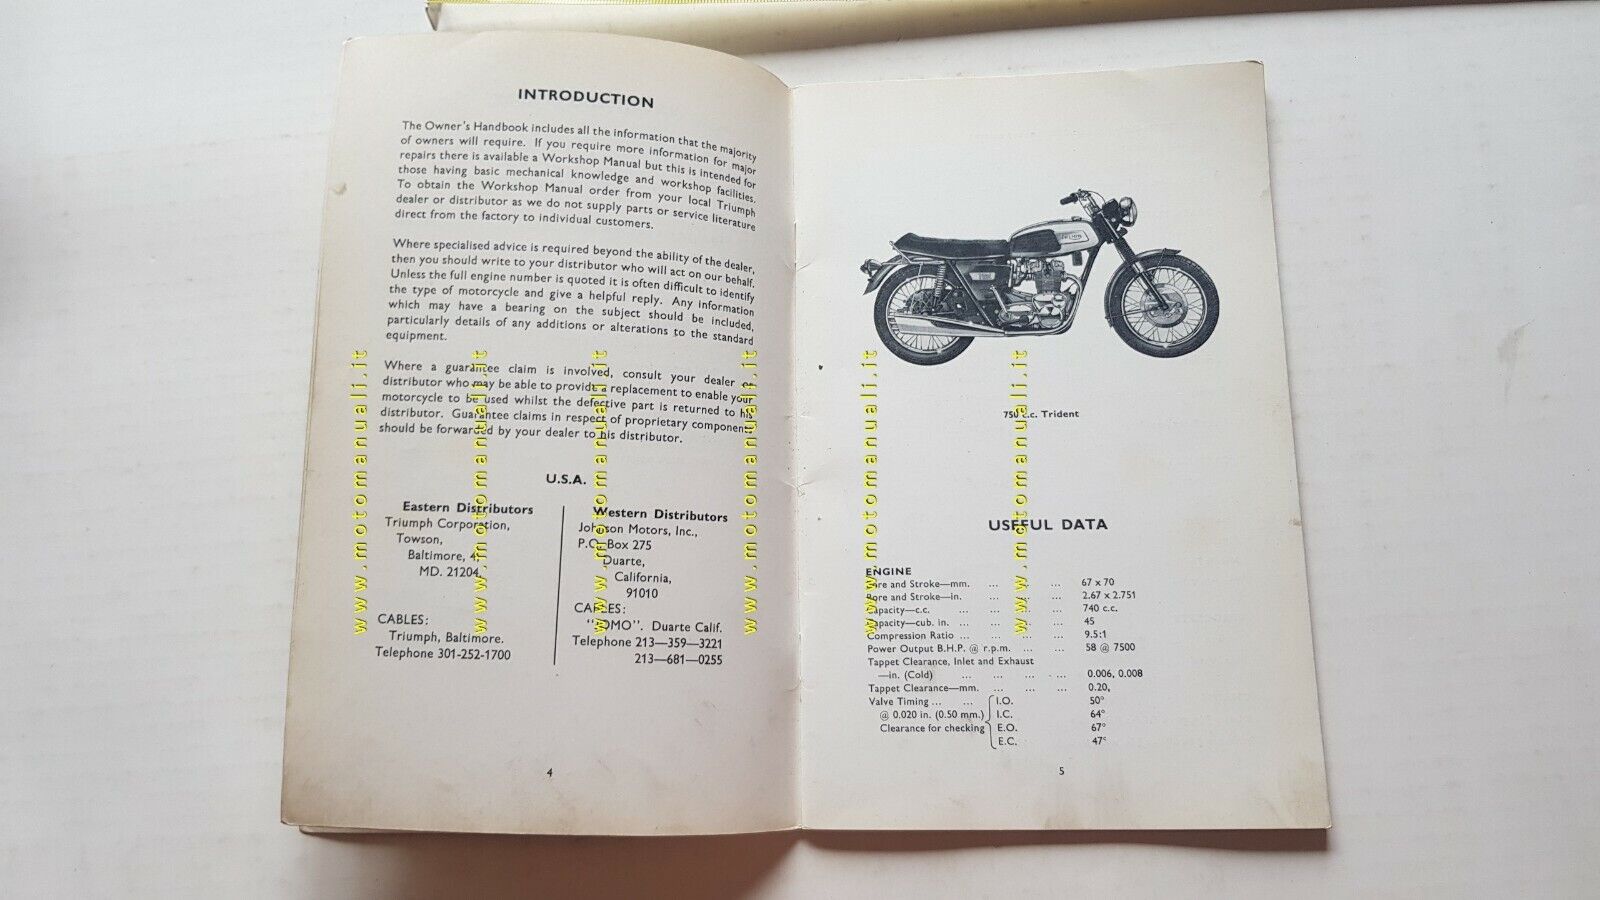 INTRODUCTION
The Owner's Handbook includes all the information that the majority
of owners will require. If you require more information for major
repairs there is available a Workshop Manual but this is intended for
those having basic mechanical knowledge and workshop facilities.
To obtain the Workshop Manual order from your local Triumph
dealer or distributor as we do not supply parts or service literature
direct from the factory to individual customers.
Where specialised advice is required beyond the ability of the dealer,
then you should write to your distributor who will act on our behalf.
Unless the full engine number is quoted it is often difficult to identify
the type of motorcycle and give a helpful reply. Any information
which may have a bearing on the subject should be included,
particularly details of any additions or alterations to the standard
equipment.
Where a guarantee claim is involved, consult your dealer or
distributor who may be able to provide a replacement to enable your
motorcycle to be used whilst the defective part is returned to his
distributor. Guarantee claims in respect of proprietary components
should be forwarded by your dealer to his distributor.
U.S.A.
Eastern Distributors
Triumph Corporation,
Towson,
Baltimore, 4.
MD. 21204.
CABLES:
Triumph, Baltimore.
Telephone 301-252-1700
Western Distributors
Johnson Motors, Inc.,
P.O. Box 275
Duarte,
California,
91010
CABLES:
"JOMO". Duarte Calif.
Telephone 213—359—3221
213—681—0255
4
750 c.c. Trident
USEFUL DATA
ENGINE
Bore and Stroke—mm. ... ... ... 67 x 70
Bore and Stroke—in. ... ... ... 2.67 x 2.751
Capacity—c.c. ... ... ... ... 740 c.c.
Capacity—cub. in. ... ... ... 45
Compression Ratio ... ... ... ... 9.5:1
Power Output B.H.P. @ r.p.m. ... ... 58 @ 7500
Tappet Clearance, Inlet and Exhaust
—in. (Cold) ... ... ... ... 0.006, 0.008
Tappet Clearance—mm. ... ... ... 0.20,
Valve Timing ... ... I.O. 50°
@ 0.020 in. (0.50 mm.) I.C. 64°
Clearance for checking E.O. 67°
E.C. 47°
5
www.motomanuali.it
www.motomanuali.it
www.motomanuali.it
www.motomanuali.it
www.motomanuali.it
www.motomanuali.it